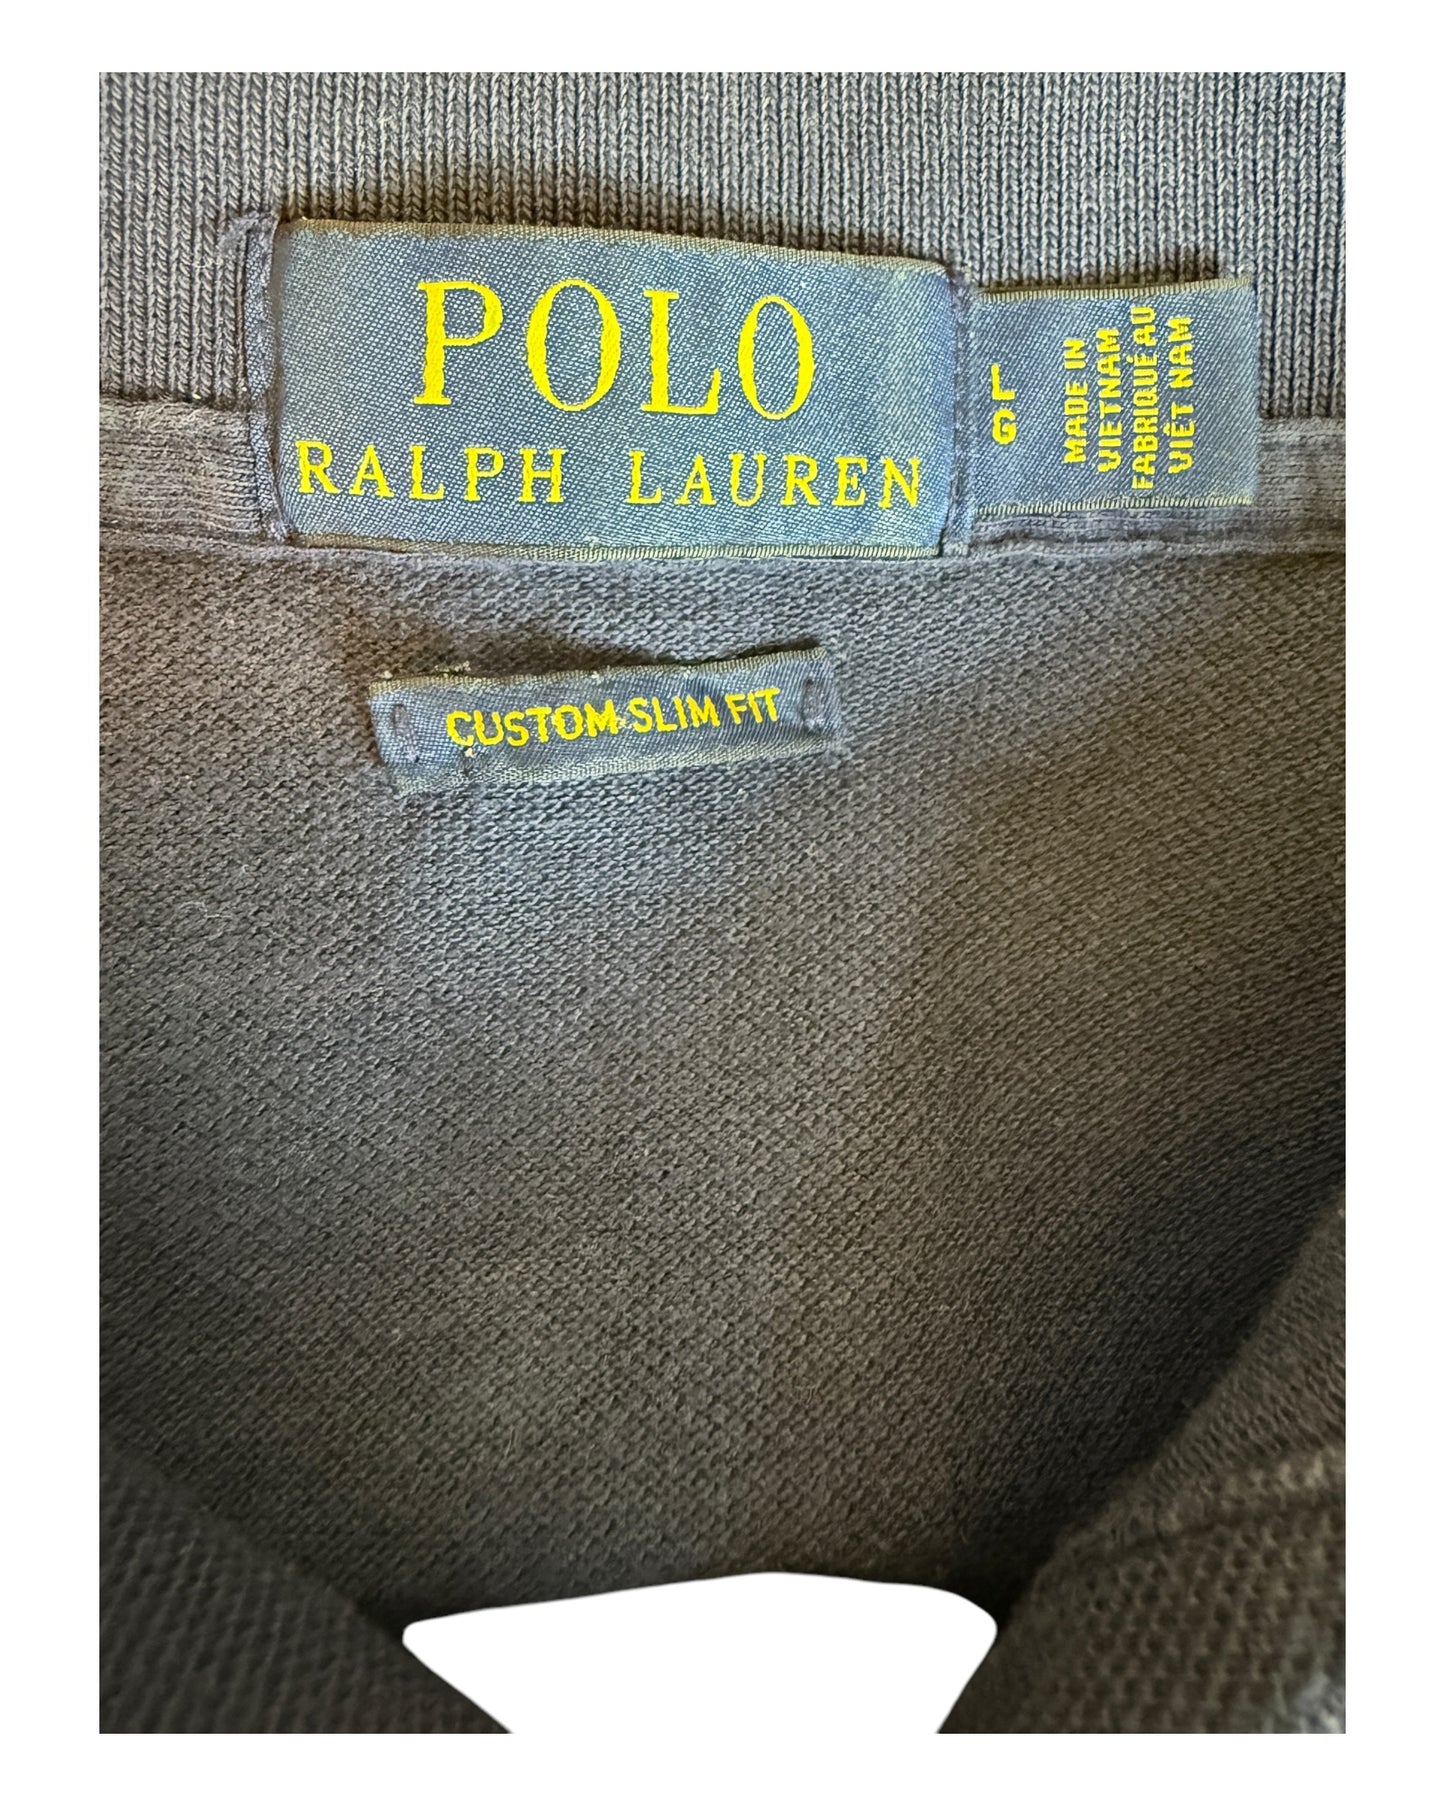 POLO
RALPH LAUREN
L
G
MADE IN
VIETNAM
FABRIQUÉ AU
VIÊT NAM
CUSTOM SLIM FIT